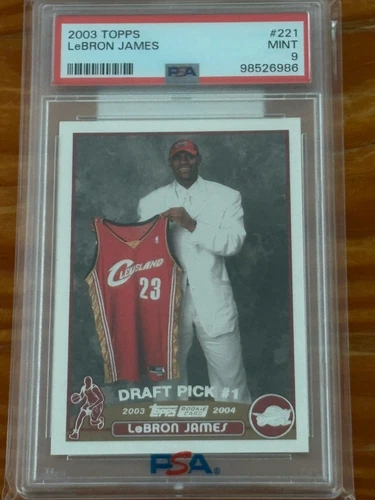 2003 TOPPS #221
LeBRON JAMES MINT
9
PSA 98526986
CLEVELAND
23
DRAFT PICK #1
2003 Topps ROOKIE CARD 2004
LeBRON JAMES
PSA